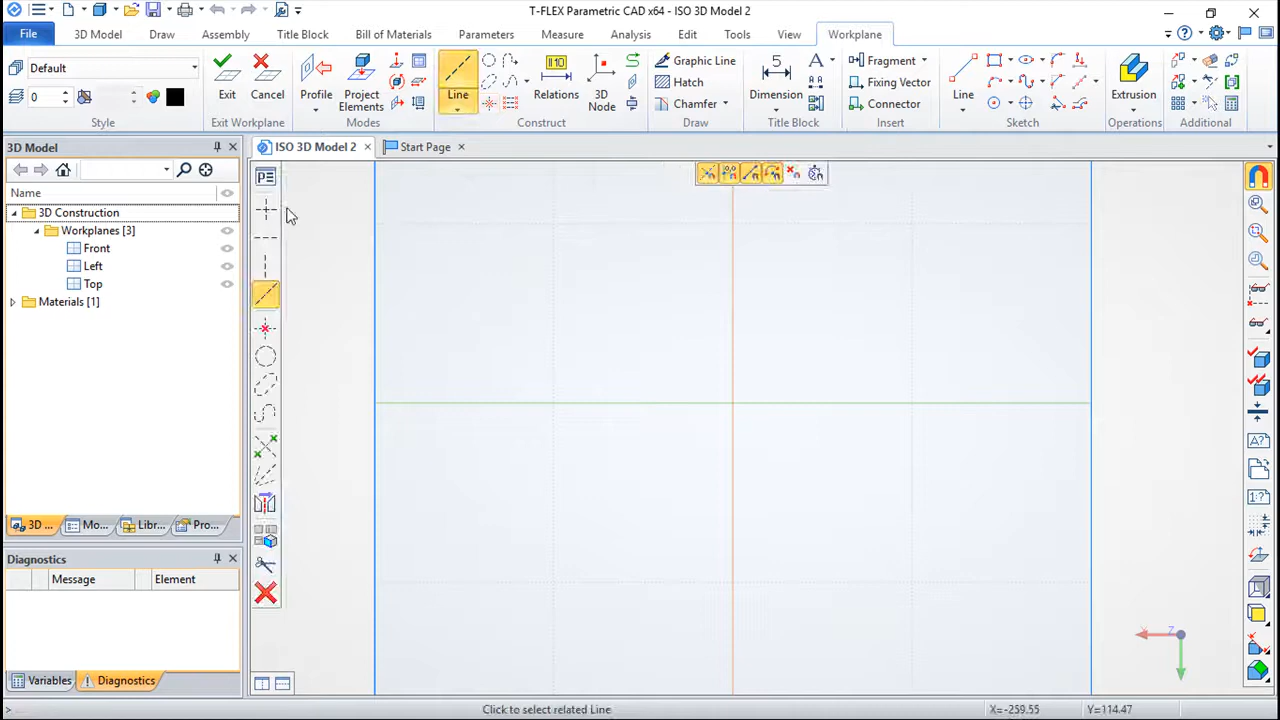 T-FLEX Parametric CAD x64 - ISO 3D Model 2
File 3D Model Draw Assembly Title Block Bill of Materials Parameters Measure Analysis Edit Tools View Workplane
Default
0
Style
Exit
Cancel
Exit Workplane
Profile
Project Elements
Modes
Line
Relations
3D Node
Construct
Graphic Line
Hatch
Chamfer
Draw
5
Dimension
A
Title Block
Fragment
Fixing Vector
Connector
Insert
Line
Sketch
Extrusion
Operations
Additional
3D Model
ISO 3D Model 2
Start Page
Name
3D Construction
Workplanes [3]
Front
Left
Top
Materials [1]
3D ... Mo... Libr... Pro...
Diagnostics
Message Element
Variables Diagnostics
Z
Click to select related Line X=-259.55 Y=114.47